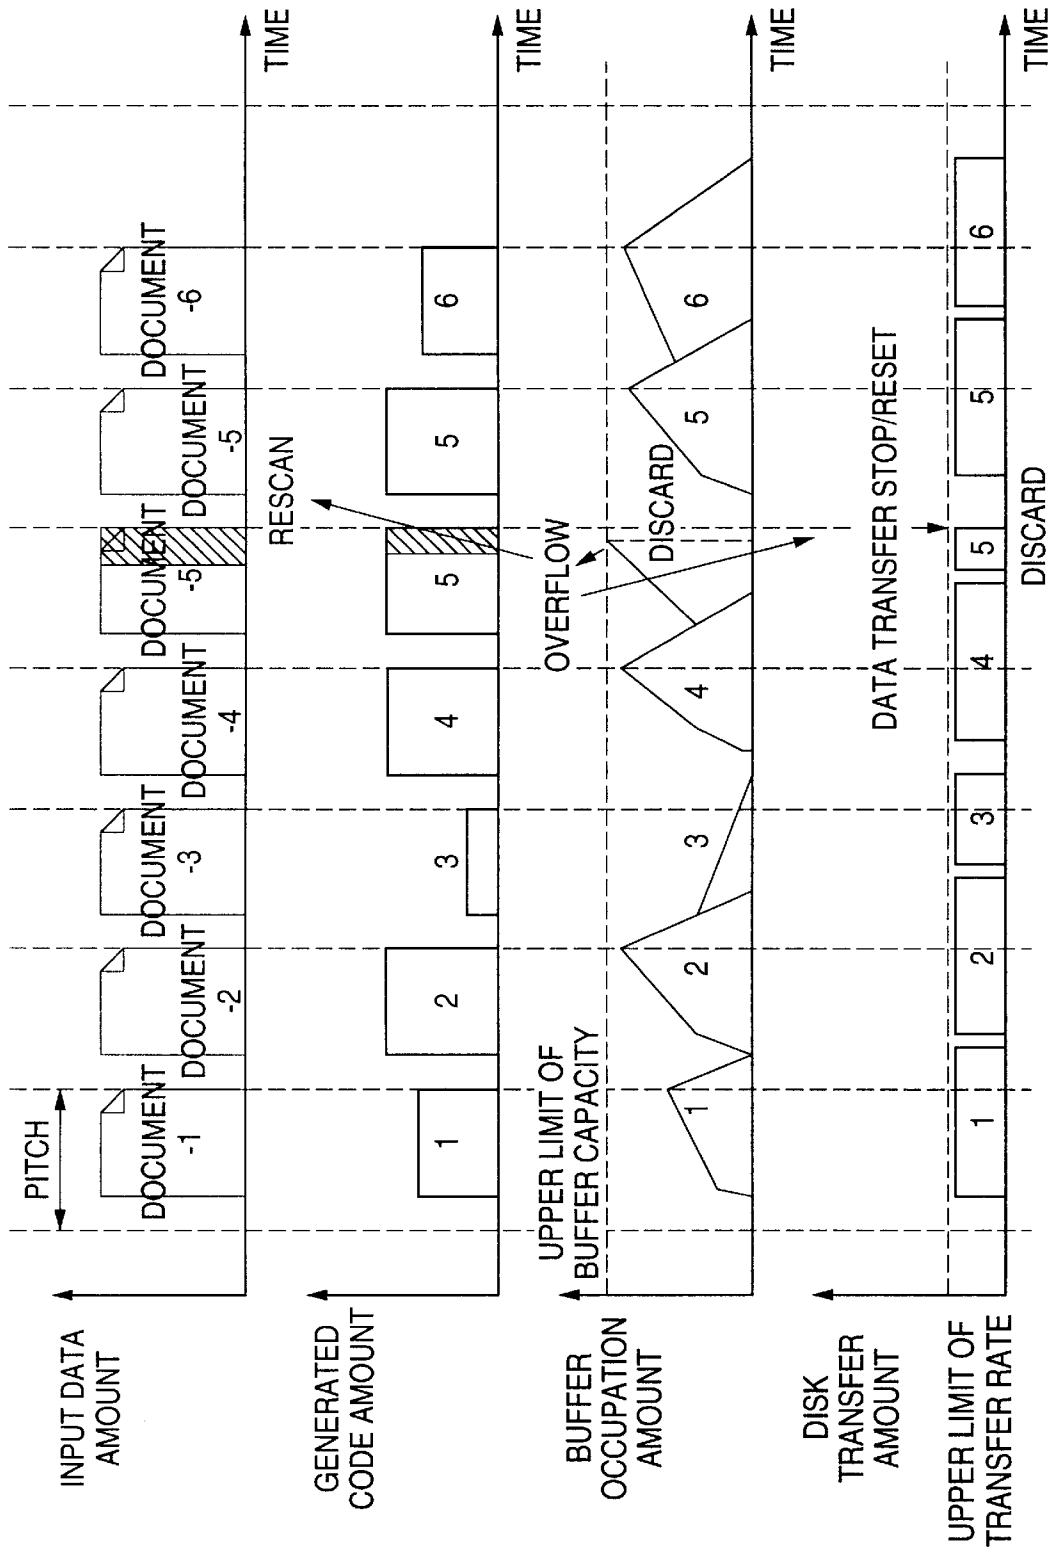 PITCH
INPUT DATA
AMOUNT
DOCUMENT
-1
DOCUMENT
-2
DOCUMENT
-3
DOCUMENT
-4
DOCUMENT
-5
DOCUMENT
-5
DOCUMENT
-6
TIME
RESCAN
GENERATED
CODE AMOUNT
1
2
3
4
5
5
6
TIME
UPPER LIMIT OF
BUFFER CAPACITY
OVERFLOW
BUFFER
OCCUPATION
AMOUNT
1
2
3
4
DISCARD
5
6
TIME
DATA TRANSFER STOP/RESET
DISK
TRANSFER
AMOUNT
UPPER LIMIT OF
TRANSFER RATE
1
2
3
4
5
5
6
DISCARD
TIME